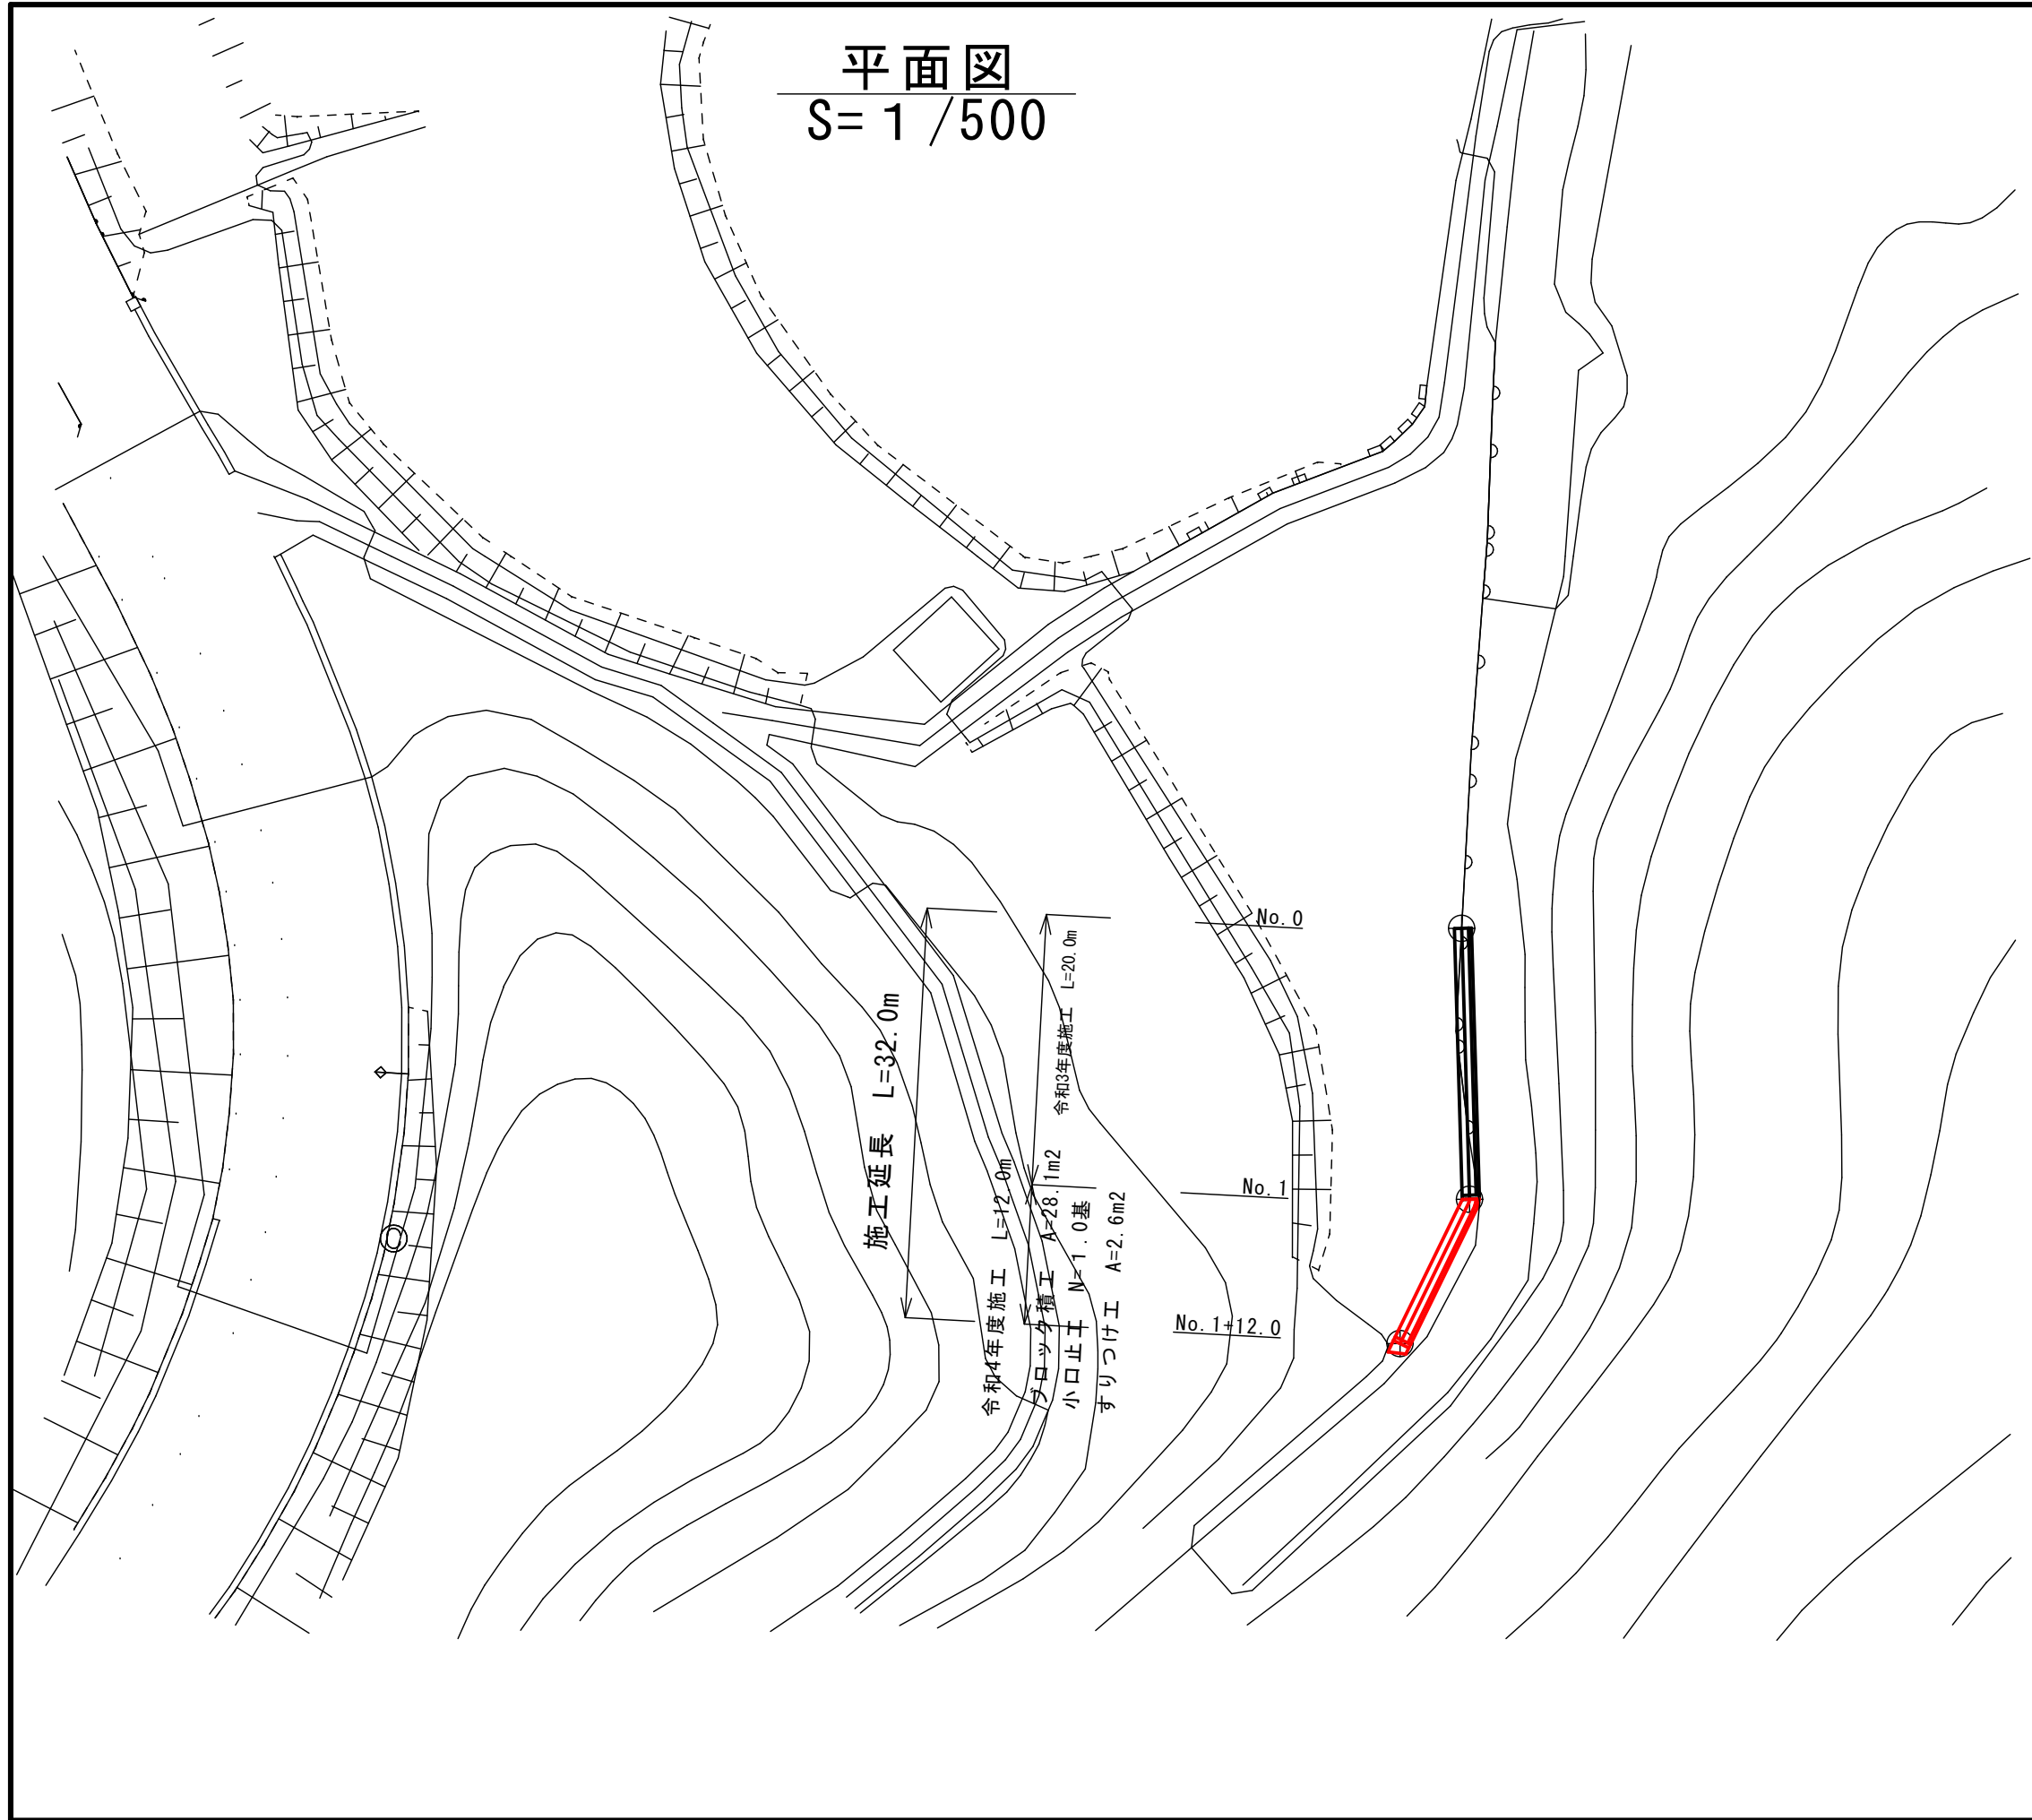 平面図
S=1/500
No.0
No.1
No.1+12.0
施工延長 L=32.0m
令和3年度施工 L=20.0m
令和4年度施工 L=12.0m
ブロック積工 A=28.1m2
小口止工 N=1.0基
すりつけ工 A=2.6m2